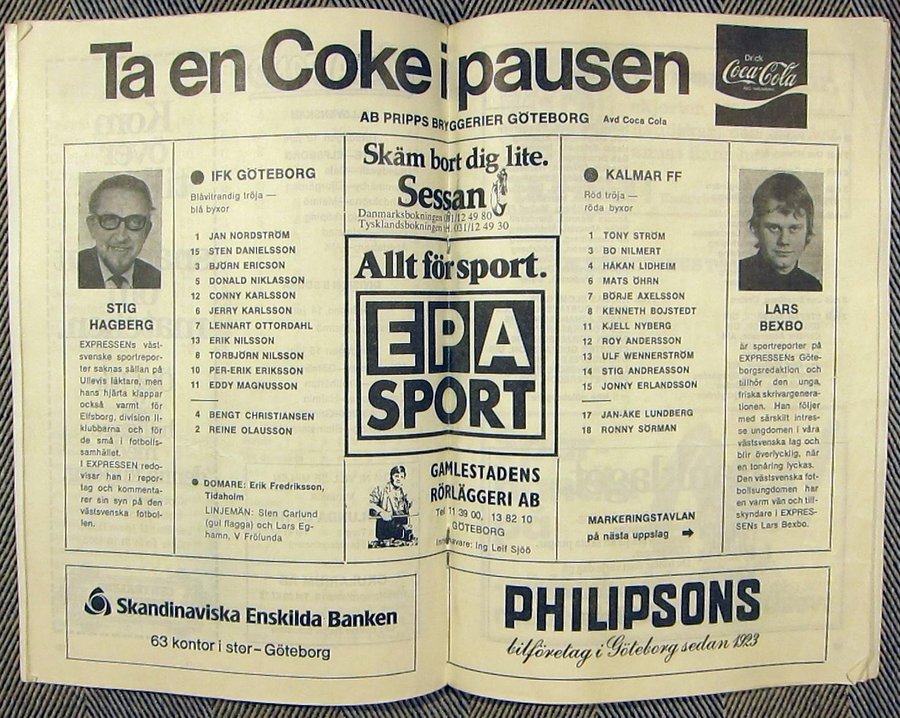 Ta en Coke i pausen
Drick
Coca-Cola
AB PRIPPS BRYGGERIER GÖTEBORG Avd Coca Cola
STIG
HAGBERG
EXPRESSENs väst-
svenske sportrepor-
ter saknas sällan på
Ullevis läktare, men
hans hjärta klappar
också varmt för
Elfsborg, division II-
klubbarna och för
de små i fotbolls-
samhället.
I EXPRESSEN redo-
visar han i repor-
tag och kommenta-
rer sin syn på den
västsvenska fotbol-
len.
IFK GÖTEBORG
Blåvitrandig tröja —
blå byxor
1 JAN NORDSTRÖM
15 STEN DANIELSSON
3 BJÖRN ERICSON
5 DONALD NIKLASSON
12 CONNY KARLSSON
6 JERRY KARLSSON
7 LENNART OTTORDAHL
13 ERIK NILSSON
8 TORBJÖRN NILSSON
10 PER-ERIK ERIKSSON
11 EDDY MAGNUSSON
4 BENGT CHRISTIANSEN
2 REINE OLAUSSON
DOMARE: Erik Fredriksson,
Tidaholm
LINJEMÄN: Sten Carlund
(gul flagga) och Lars Eg-
hamn, V Frölunda
Skäm bort dig lite.
Sessan
Danmarksbokningen 031/12 49 80
Tysklandsbokningen tel. 031/12 49 30
Allt för sport.
EPA
SPORT
GAMLESTADENS
RÖRLÄGGERI AB
Tel 11 39 00, 13 82 10
GÖTEBORG
Innehavare: Ing Leif Sjöö
KALMAR FF
Röd tröja —
röda byxor
1 TONY STRÖM
3 BO NILMERT
4 HÅKAN LIDHEIM
6 MATS ÖHRN
7 BÖRJE AXELSSON
8 KENNETH BOJSTEDT
11 KJELL NYBERG
12 ROY ANDERSSON
13 ULF WENNERSTRÖM
14 STIG ANDREASSON
15 JONNY ERLANDSSON
17 JAN-ÅKE LUNDBERG
18 RONNY SÖRMAN
MARKERINGSTAVLAN
på nästa uppslag
LARS
BEXBO
är sportreporter på
EXPRESSENs Göte-
borgsredaktion och
tillhör den unga,
friska skrivargenera-
tionen. Han följer
med särskilt intres-
se ungdomen i våra
västsvenska lag och
blir överlycklig, när
en tonåring lyckas.
Den västsvenska fot-
bollsungdomen har
en varm vän och till-
skyndare i EXPRES-
SENs Lars Bexbo.
Skandinaviska Enskilda Banken
63 kontor i stor-Göteborg
PHILIPSONS
bilföretag i Göteborg sedan 1923